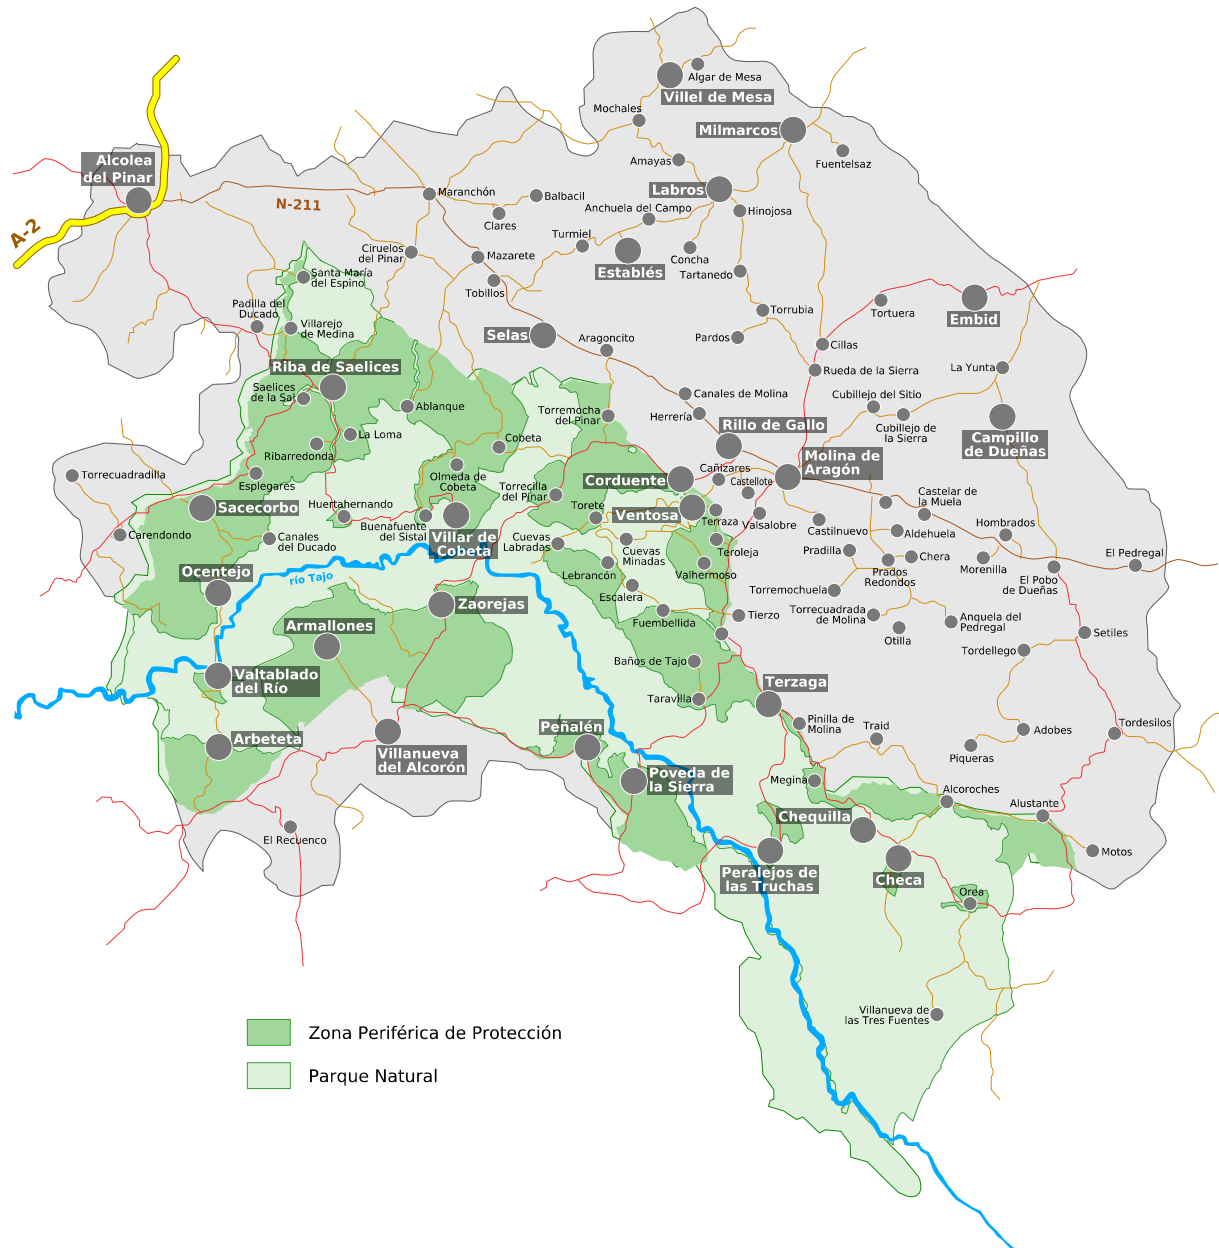 Algar de Mesa
Villel de Mesa
Mochales
Milmarcos
Fuentelsaz
Amayas
Alcolea
del Pinar
Labros
Maranchón
Balbacil
N-211
Anchuela del Campo
Hinojosa
Clares
A-2
Turmiel
Ciruelos
del Pinar
Mazarete
Establés
Concha
Tartanedo
Santa María
del Espino
Tobillos
Padilla del
Ducado
Villarejo
de Medina
Torrubia
Tortuera
Embid
Selas
Aragoncito
Pardos
Cillas
Riba de Saelices
Rueda de la Sierra
La Yunta
Saelices
de la Sal
Ablanque
Canales de Molina
Cubillejo del Sitio
Torremocha
del Pinar
Herrería
Rillo de Gallo
Cubillejo de
la Sierra
Campillo
de Dueñas
La Loma
Ribarredonda
Cobeta
Molina de
Aragón
Torrecuadradilla
Esplegares
Olmeda de
Cobeta
Corduente
Cañizares
Castellote
Torrecilla
del Pinar
Castelar de
la Muela
Sacecorbo
Huertahernando
Torete
Ventosa
Terraza
Valsalobre
Buenafuente
del Sistal
Villar de
Cobeta
Castilnuevo
Aldehuela
Hombrados
Carendondo
Canales
del Ducado
Cuevas
Labradas
Cuevas
Minadas
Teroleja
Pradilla
Chera
Prados
Redondos
Morenilla
El Pedregal
Ocentejo
río Tajo
Lebrancón
Valhermoso
El Pobo
de Dueñas
Escalera
Torremochuela
Zaorejas
Armallones
Fuembellida
Tierzo
Torrecuadrada
de Molina
Otilla
Anquela del
Pedregal
Setiles
Tordellego
Baños de Tajo
Valtablado
del Río
Taravilla
Terzaga
Arbeteta
Villanueva
del Alcorón
Peñalén
Pinilla de
Molina
Traid
Adobes
Tordesilos
Piqueras
Poveda de
la Sierra
Megina
Alcoroches
Alustante
El Recuenco
Chequilla
Motos
Peralejos de
las Truchas
Checa
Orea
Villanueva de
las Tres Fuentes
Zona Periférica de Protección
Parque Natural